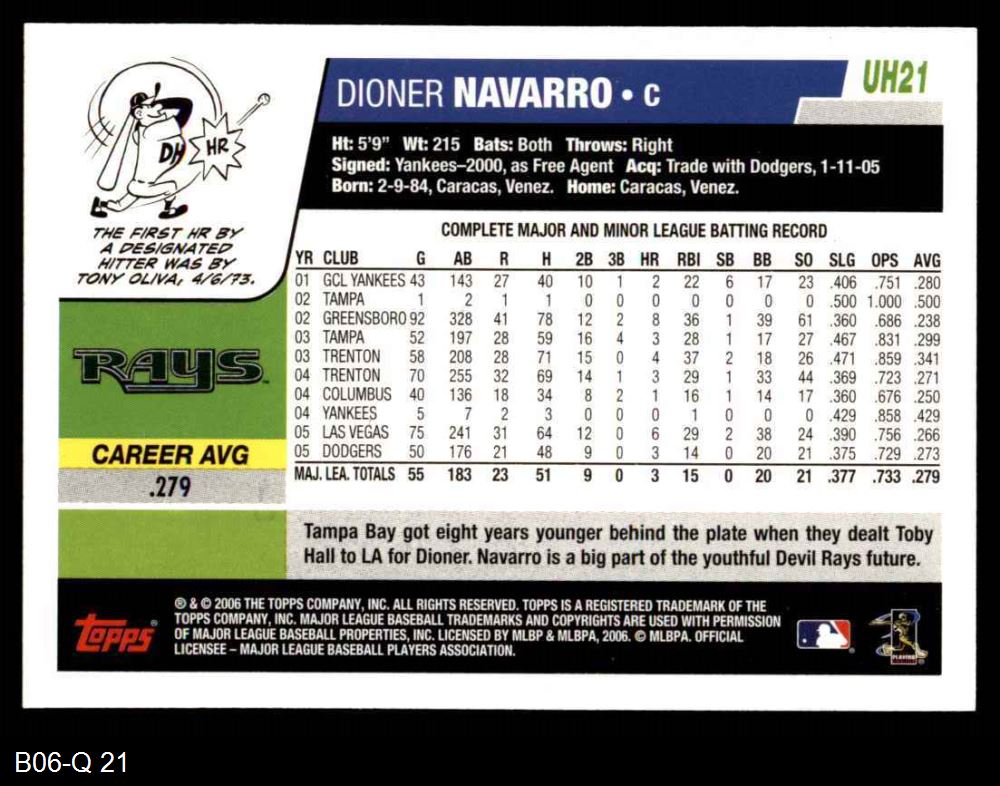 UH21
DIONER NAVARRO • C
Ht: 5'9" Wt: 215 Bats: Both Throws: Right
Signed: Yankees–2000, as Free Agent Acq: Trade with Dodgers, 1-11-05
Born: 2-9-84, Caracas, Venez. Home: Caracas, Venez.
DH
HR
THE FIRST HR BY
A DESIGNATED
HITTER WAS BY
TONY OLIVA, 4/6/73.
COMPLETE MAJOR AND MINOR LEAGUE BATTING RECORD
YR CLUB G AB R H 2B 3B HR RBI SB BB SO SLG OPS AVG
01 GCL YANKEES 43 143 27 40 10 1 2 22 6 17 23 .406 .751 .280
02 TAMPA 1 2 1 1 0 0 0 0 0 0 0 .500 1.000 .500
02 GREENSBORO 92 328 41 78 12 2 8 36 1 39 61 .360 .686 .238
03 TAMPA 52 197 28 59 16 4 3 28 1 17 27 .467 .831 .299
03 TRENTON 58 208 28 71 15 0 4 37 2 18 26 .471 .859 .341
04 TRENTON 70 255 32 69 14 1 3 29 1 33 44 .369 .723 .271
04 COLUMBUS 40 136 18 34 8 2 1 16 1 14 17 .360 .676 .250
04 YANKEES 5 7 2 3 0 0 0 1 0 0 0 .429 .858 .429
05 LAS VEGAS 75 241 31 64 12 0 6 29 2 38 24 .390 .756 .266
05 DODGERS 50 176 21 48 9 0 3 14 0 20 21 .375 .729 .273
MAJ. LEA. TOTALS 55 183 23 51 9 0 3 15 0 20 21 .377 .733 .279
RAYS
CAREER AVG
.279
Tampa Bay got eight years younger behind the plate when they dealt Toby
Hall to LA for Dioner. Navarro is a big part of the youthful Devil Rays future.
Topps®
® & © 2006 THE TOPPS COMPANY, INC. ALL RIGHTS RESERVED. TOPPS IS A REGISTERED TRADEMARK OF THE
TOPPS COMPANY, INC. MAJOR LEAGUE BASEBALL TRADEMARKS AND COPYRIGHTS ARE USED WITH PERMISSION
OF MAJOR LEAGUE BASEBALL PROPERTIES, INC. LICENSED BY MLBP & MLBPA, 2006. © MLBPA. OFFICIAL
LICENSEE – MAJOR LEAGUE BASEBALL PLAYERS ASSOCIATION.
B06-Q 21